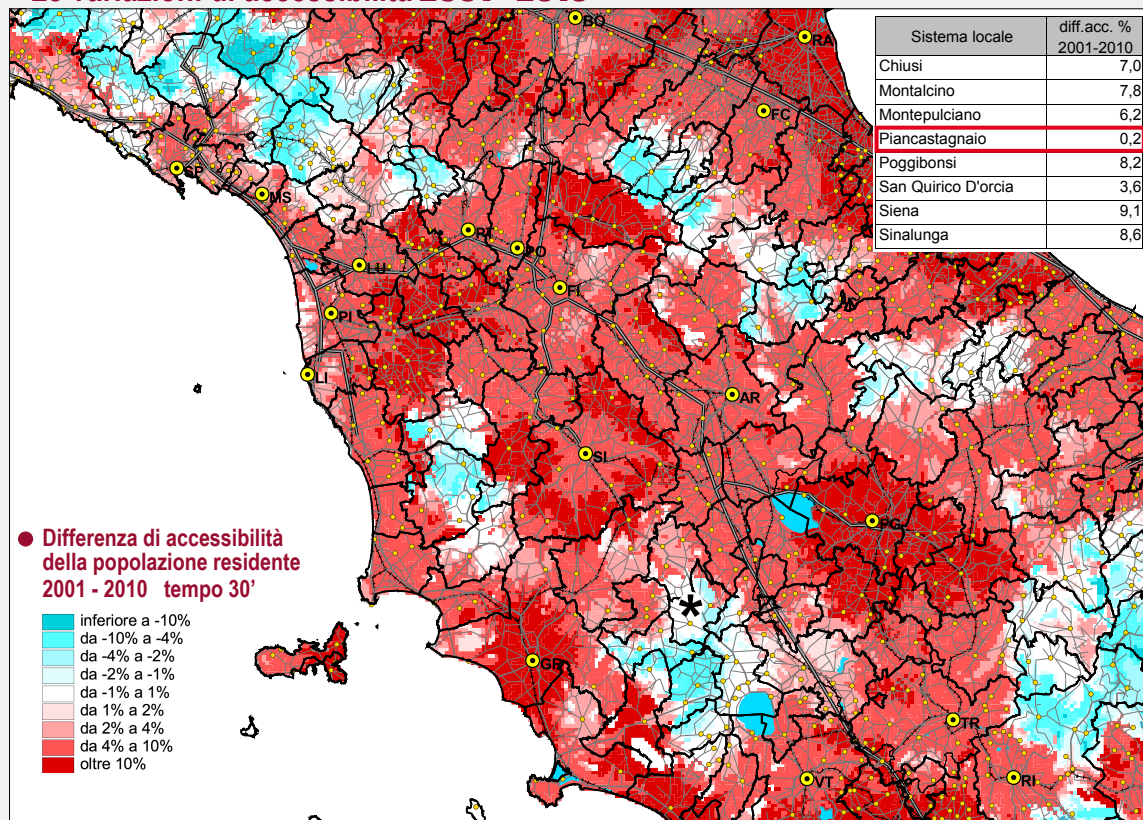 Sistema locale diff.acc. % 2001-2010
Chiusi 7,0
Montalcino 7,8
Montepulciano 6,2
Piancastagnaio 0,2
Poggibonsi 8,2
San Quirico D'orcia 3,6
Siena 9,1
Sinalunga 8,6
BO
RA
FC
SP
MS
PT
PO
LU
FI
PI
LI
AR
SI
PG
*
GR
TR
VT
RI
● Differenza di accessibilità
della popolazione residente
2001 - 2010 tempo 30'
inferiore a -10%
da -10% a -4%
da -4% a -2%
da -2% a -1%
da -1% a 1%
da 1% a 2%
da 2% a 4%
da 4% a 10%
oltre 10%